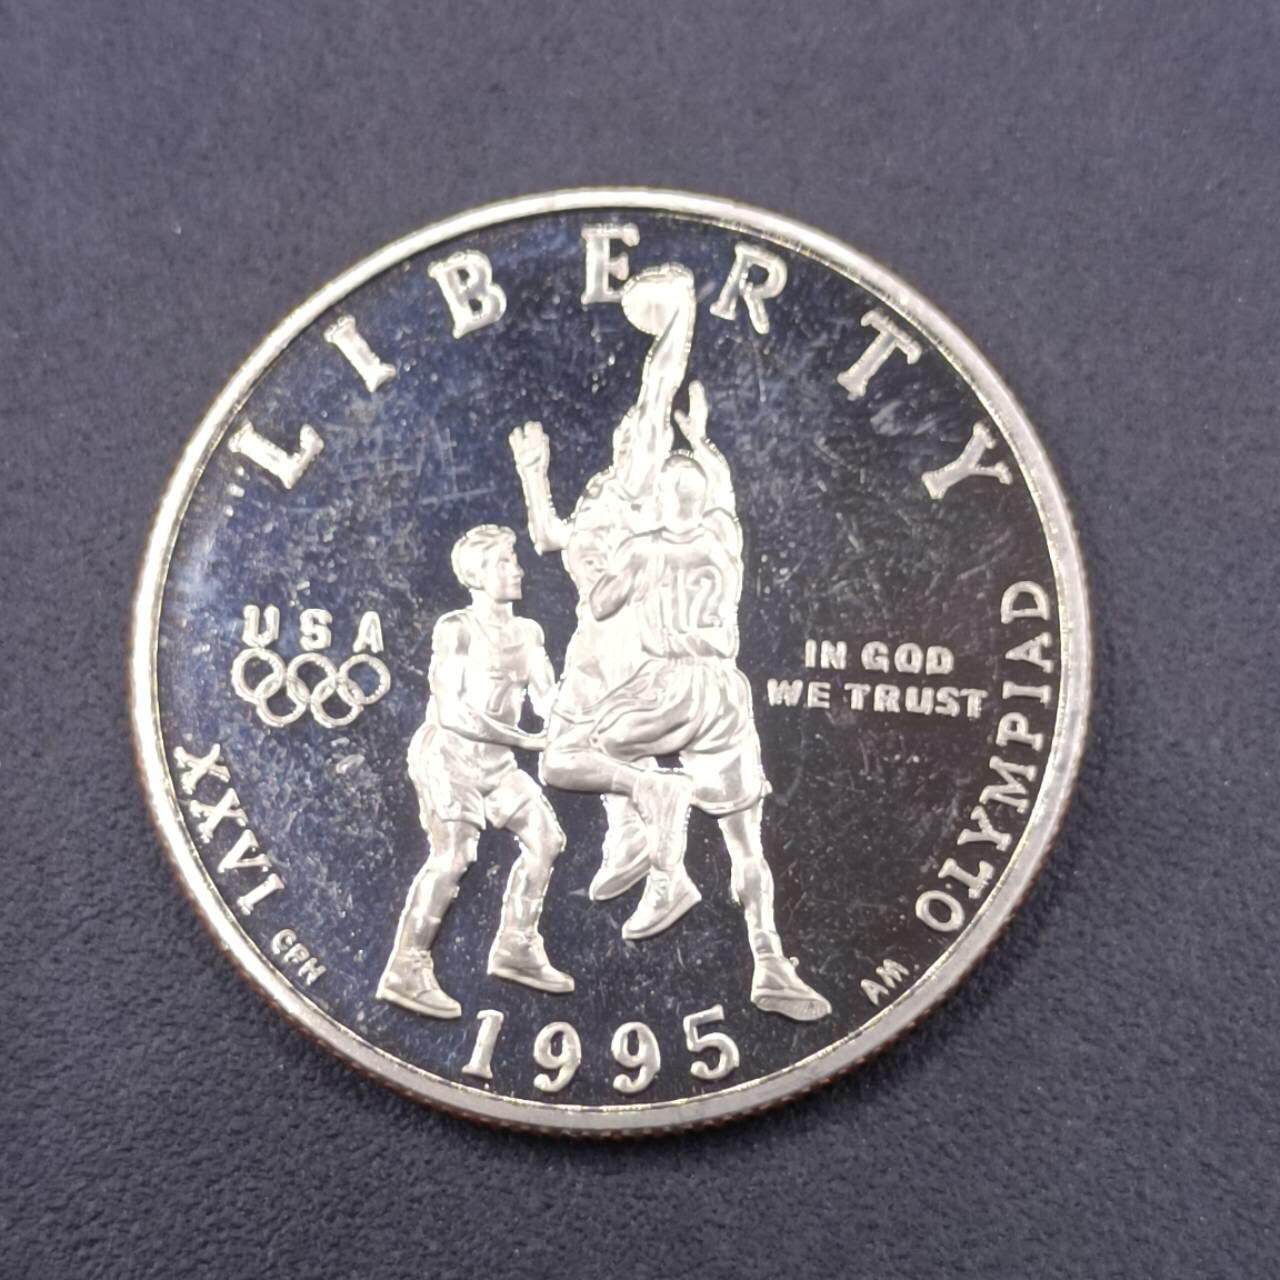 LIBERTY
USA
IN GOD
WE TRUST
12
XXVI
OLYMPIAD
CPH
AM
1995